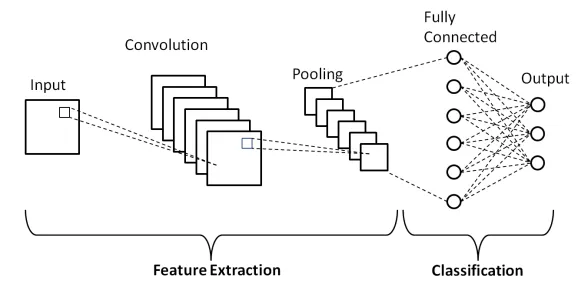 Input
Convolution
Pooling
Fully
Connected
Output
Feature Extraction
Classification